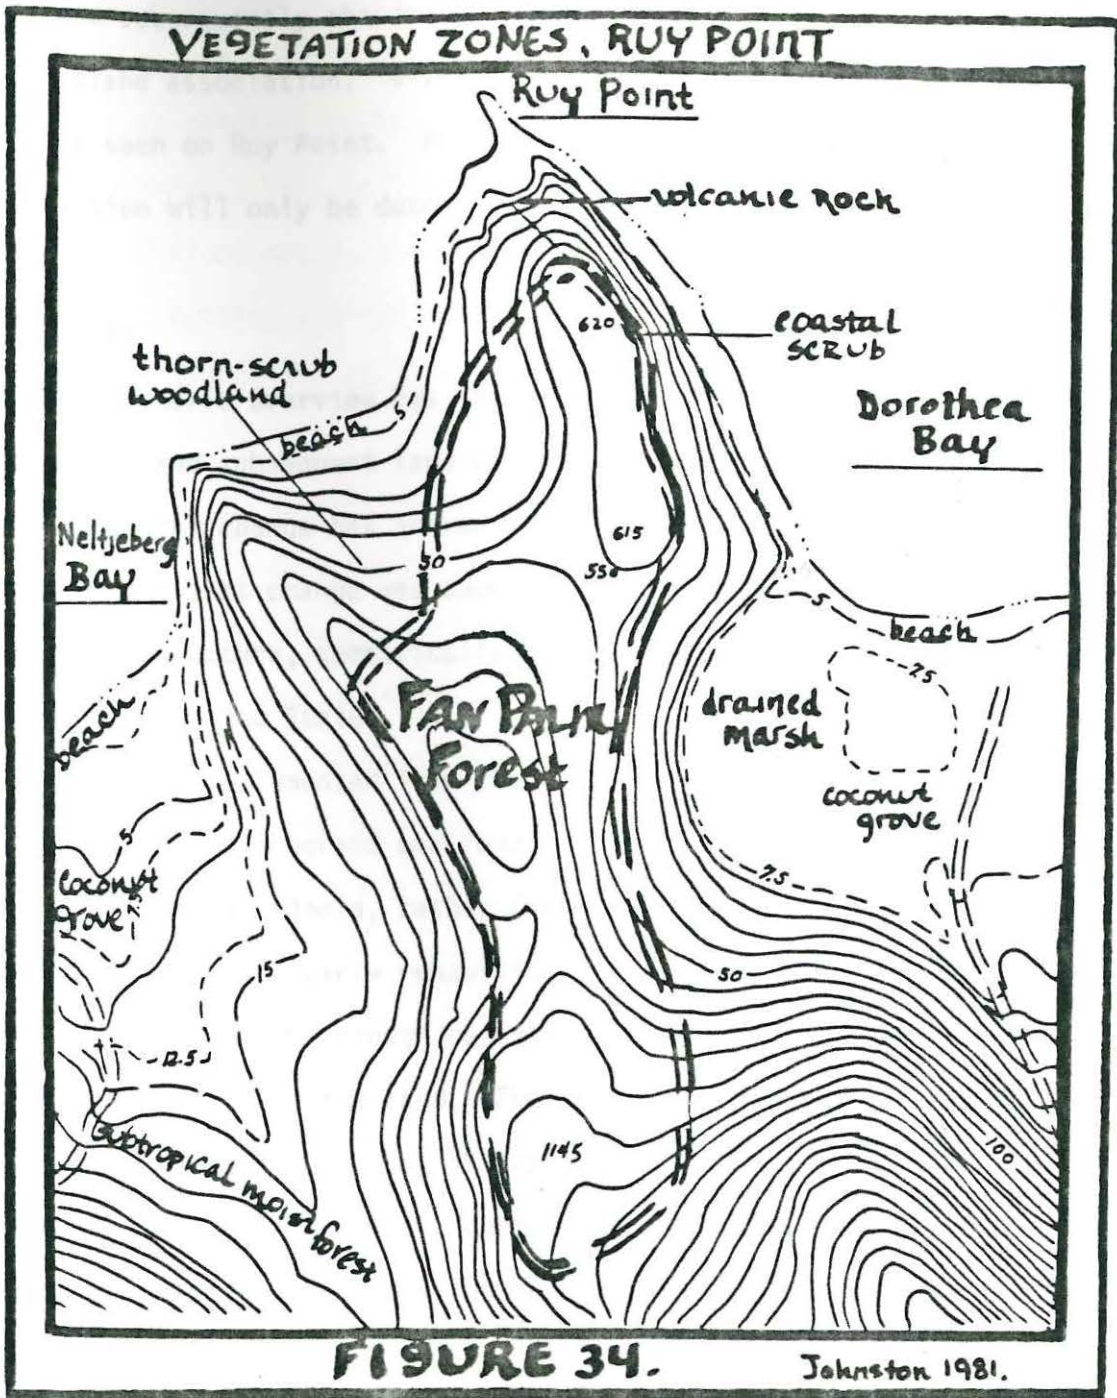 VEGETATION ZONES, RUY POINT
Ruy Point
volcanic Rock
620
coastal
scrub
thorn-scrub
woodland
beach
5
Dorothea
Bay
Neltjeberg
Bay
615
50
550
5
beach
beach
7.5
Fan Palm
Forest
drained
marsh
coconut
grove
5
7.5
Coconut
grove
7.5
15
50
12.5
1145
100
subtropical moist forest
FIGURE 34.
Johnston 1981.